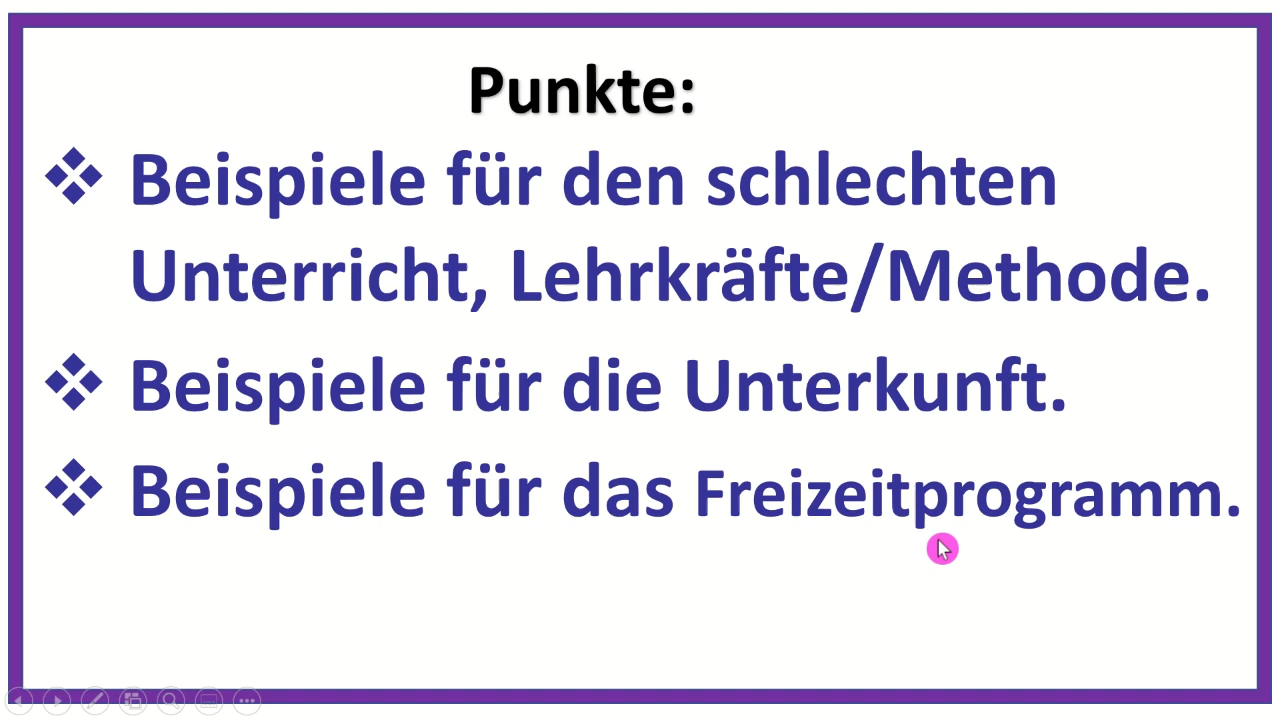 Punkte:
❖ Beispiele für den schlechten
Unterricht, Lehrkräfte/Methode.
❖ Beispiele für die Unterkunft.
❖ Beispiele für das Freizeitprogramm.